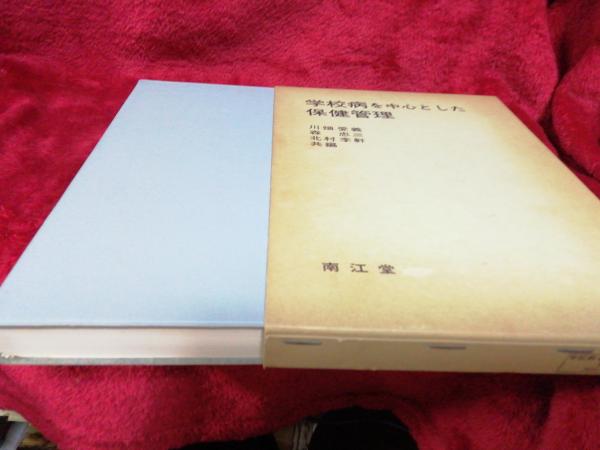 学校病を中心とした
保健管理
川畑愛義
森忠三
北村李軒
共編
南江堂